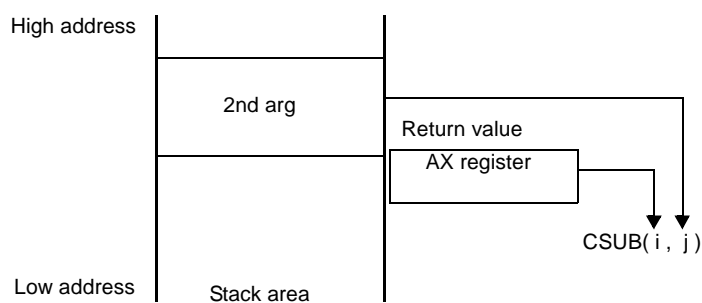 High address
2nd arg
Return value
AX register
CSUB( i , j )
Low address
Stack area